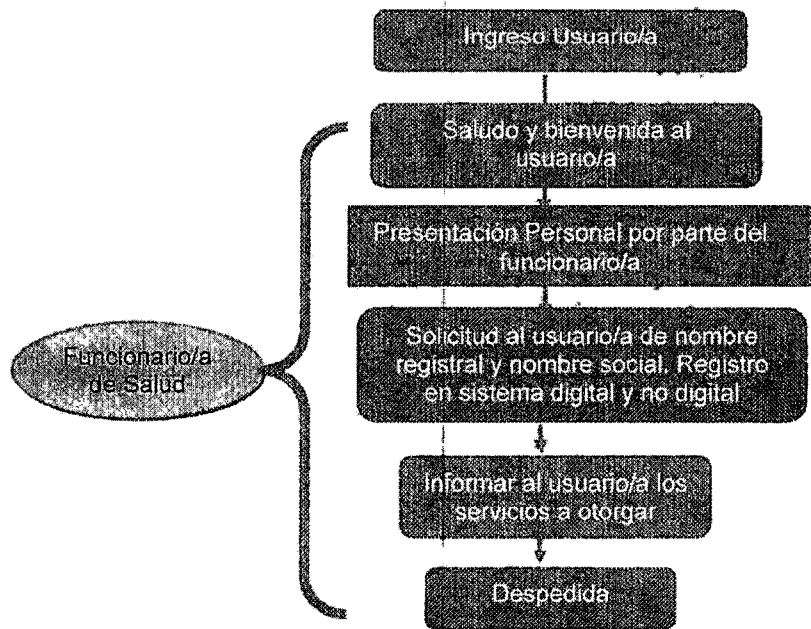 Ingreso Usuario/a
Saludo y bienvenida al
usuario/a
Presentación Personal por parte del
funcionario/a
Solicitud al usuario/a de nombre
registral y nombre social. Registro
en sistema digital y no digital
Funcionario/a
de Salud
Informar al usuario/a los
servicios a otorgar
Despedida